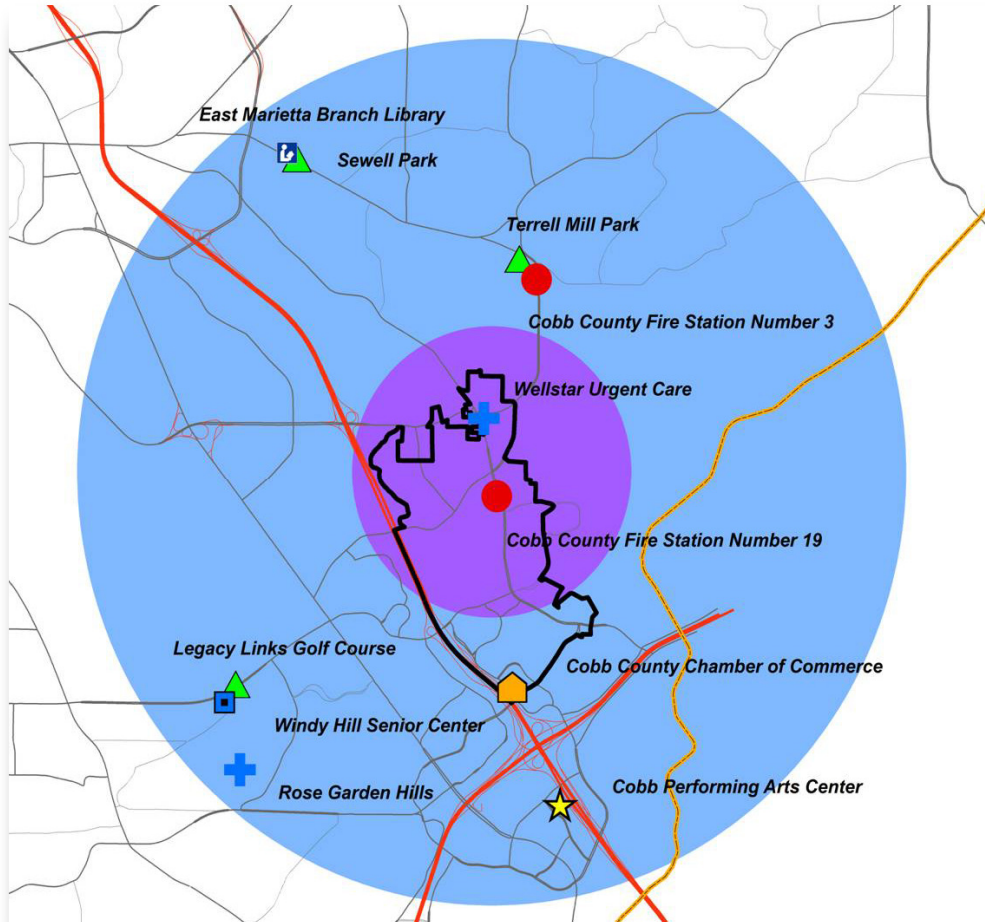 East Marietta Branch Library
Sewell Park
Terrell Mill Park
Cobb County Fire Station Number 3
Wellstar Urgent Care
Cobb County Fire Station Number 19
Legacy Links Golf Course
Cobb County Chamber of Commerce
Windy Hill Senior Center
Rose Garden Hills
Cobb Performing Arts Center